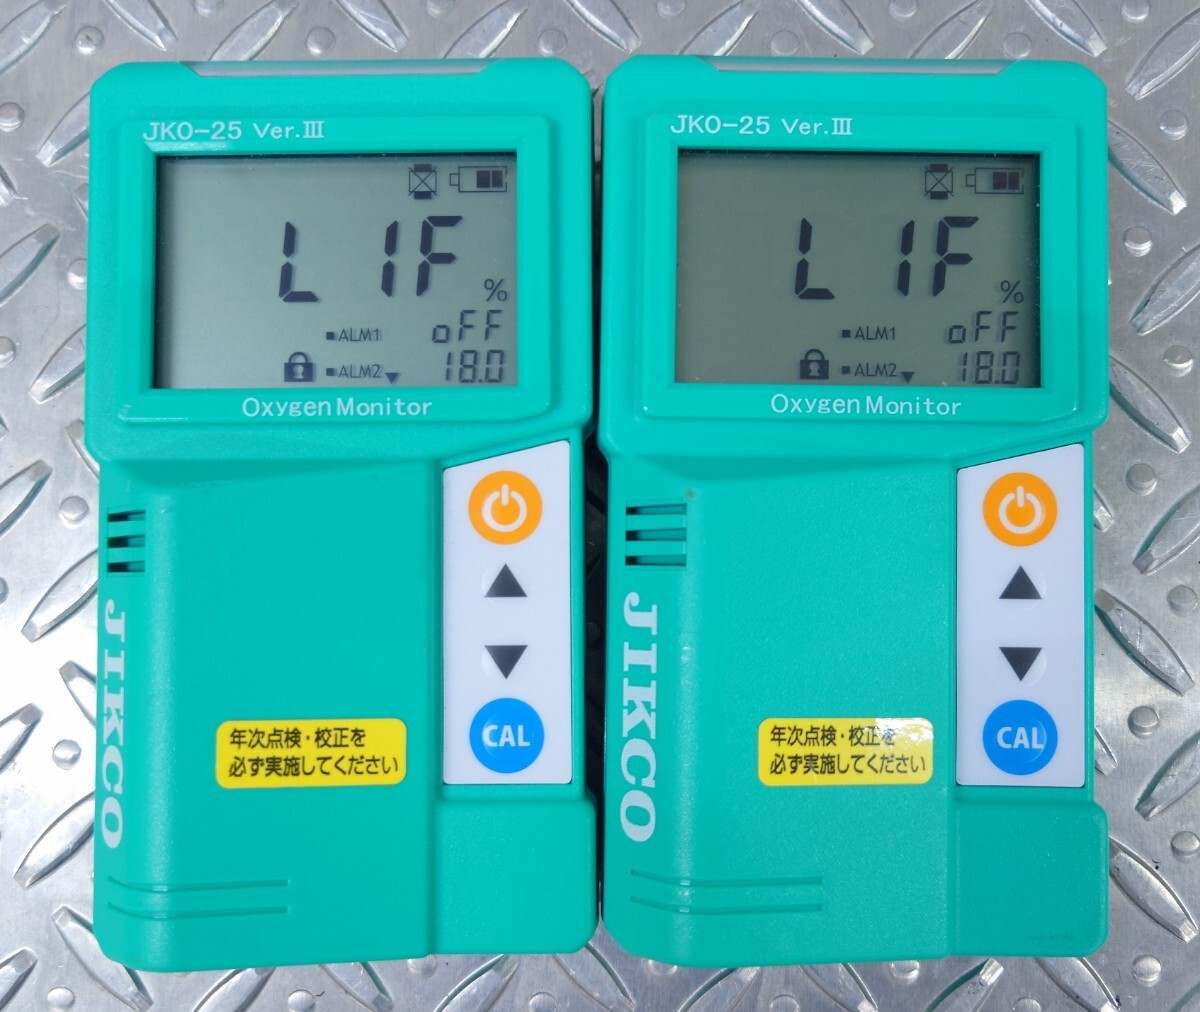 JKO-25 Ver.III
L1F
%
ALM1 oFF
ALM2 18.0
Oxygen Monitor
CAL
年次点検・校正を
必ず実施してください
JIKCO
JKO-25 Ver.III
L1F
%
ALM1 oFF
ALM2 18.0
Oxygen Monitor
CAL
年次点検・校正を
必ず実施してください
JIKCO